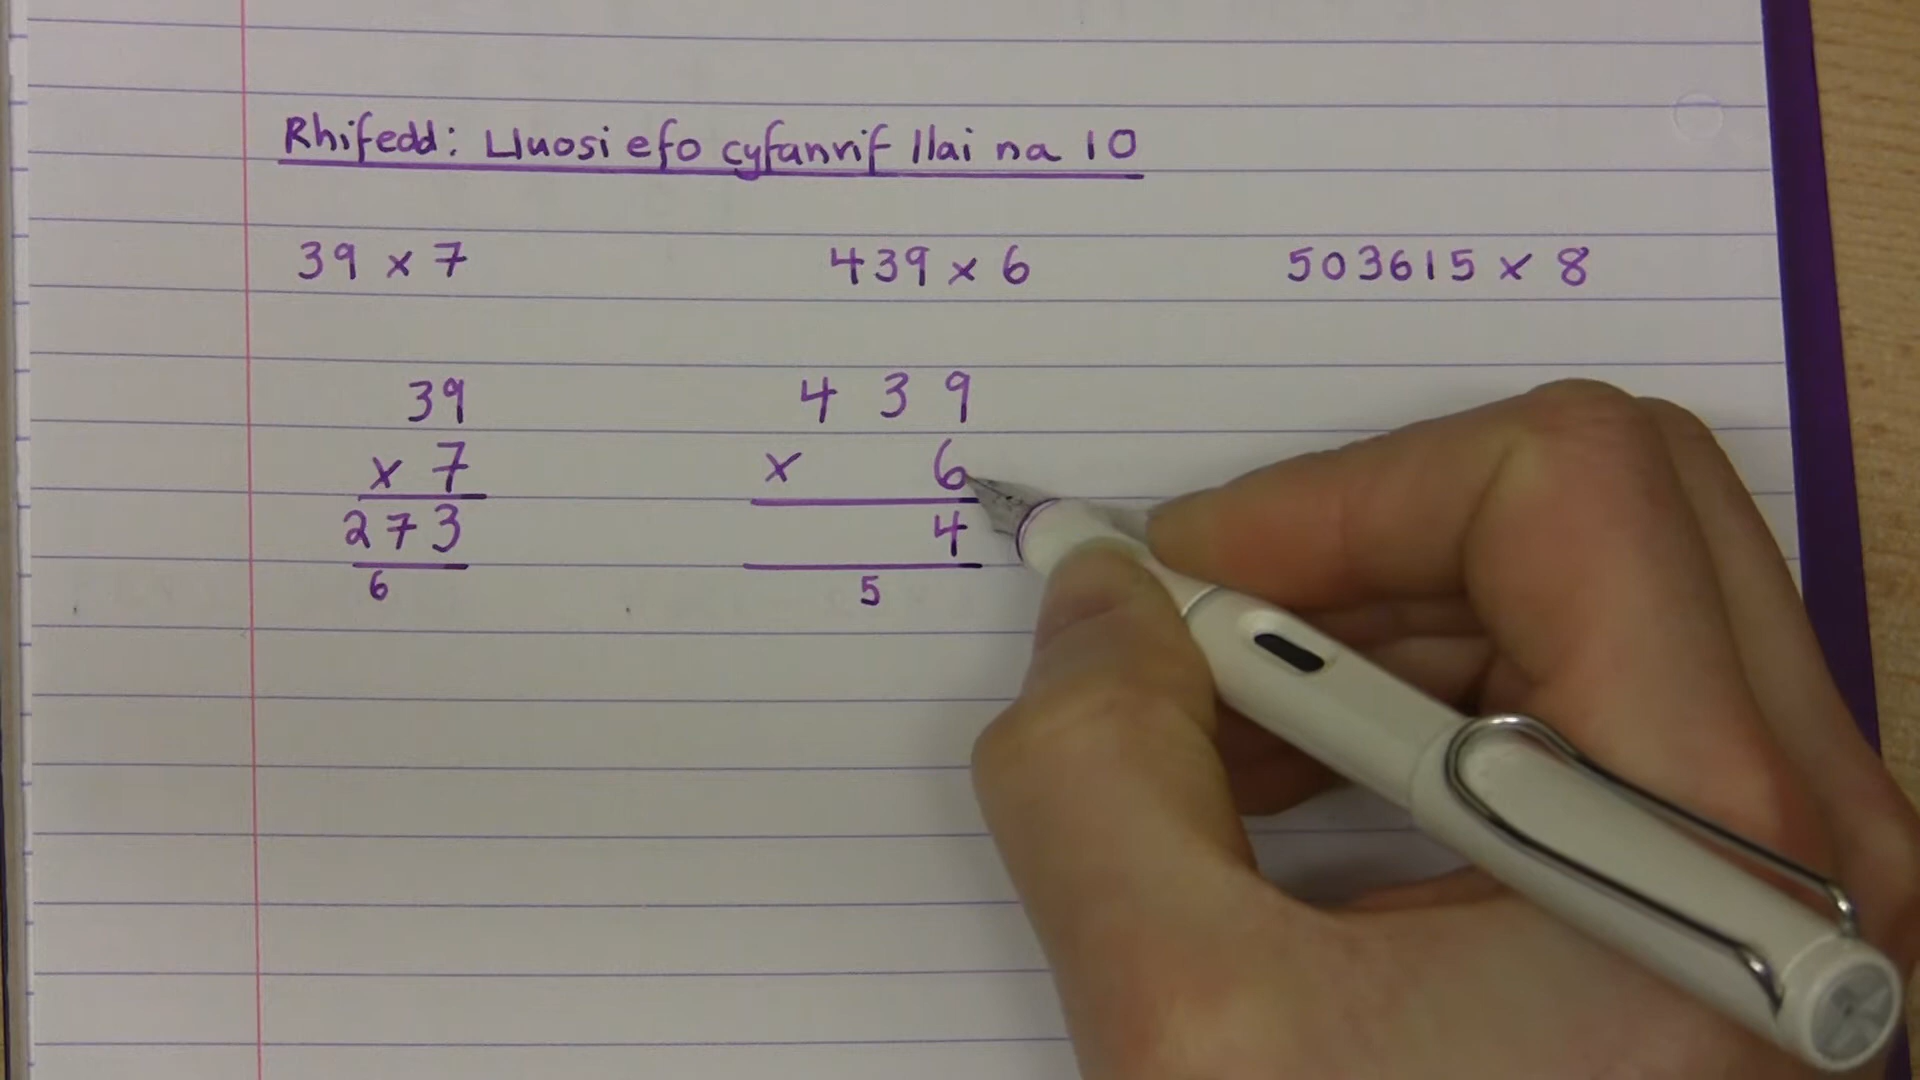 Rhifedd: Lluosi efo cyfanrif llai na 10
39 x 7
439 x 6
503615 x 8
39
x 7
273
6
4 3 9
x 6
4
5